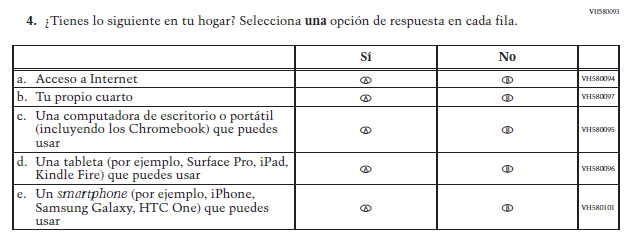 VH580093
4. ¿Tienes lo siguiente en tu hogar? Selecciona una opción de respuesta en cada fila.
Sí No
a. Acceso a Internet A B VH580094
b. Tu propio cuarto A B VH580097
c. Una computadora de escritorio o portátil
(incluyendo los Chromebook) que puedes
usar A B VH580095
d. Una tableta (por ejemplo, Surface Pro, iPad,
Kindle Fire) que puedes usar A B VH580096
e. Un smartphone (por ejemplo, iPhone,
Samsung Galaxy, HTC One) que puedes
usar A B VH580101